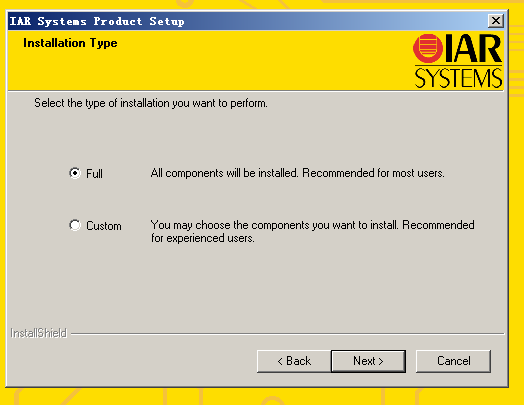 IAR Systems Product Setup
Installation Type
IAR
SYSTEMS
Select the type of installation you want to perform.
Full
All components will be installed. Recommended for most users.
Custom
You may choose the components you want to install. Recommended
for experienced users.
InstallShield
< Back
Next >
Cancel